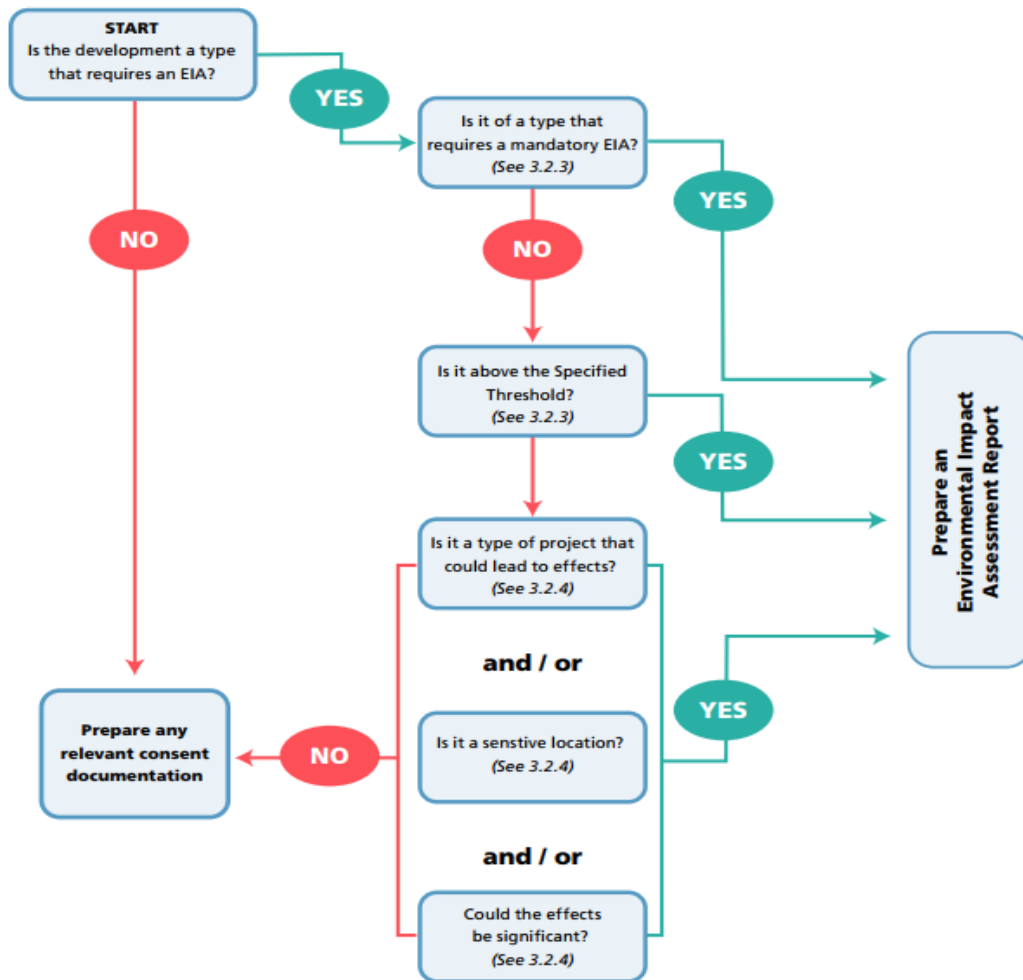 START
Is the development a type
that requires an EIA?
YES
Is it of a type that
requires a mandatory EIA?
(See 3.2.3)
YES
NO
NO
Is it above the Specified
Threshold?
(See 3.2.3)
YES
Prepare an
Environmental Impact
Assessment Report
Is it a type of project that
could lead to effects?
(See 3.2.4)
and / or
YES
Prepare any
relevant consent
documentation
NO
Is it a senstive location?
(See 3.2.4)
and / or
Could the effects
be significant?
(See 3.2.4)